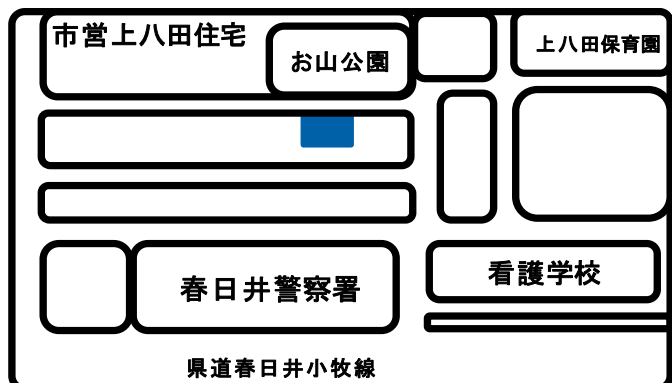 市営上八田住宅
お山公園
上八田保育園
春日井警察署
看護学校
県道春日井小牧線